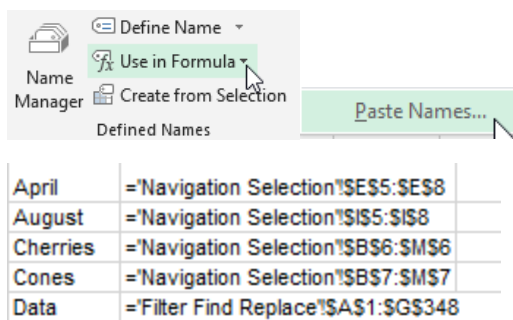 Define Name
Use in Formula
Name Manager
Create from Selection
Defined Names
Paste Names...
April ='Navigation Selection'!$E$5:$E$8
August ='Navigation Selection'!$I$5:$I$8
Cherries ='Navigation Selection'!$B$6:$M$6
Cones ='Navigation Selection'!$B$7:$M$7
Data ='Filter Find Replace'!$A$1:$G$348